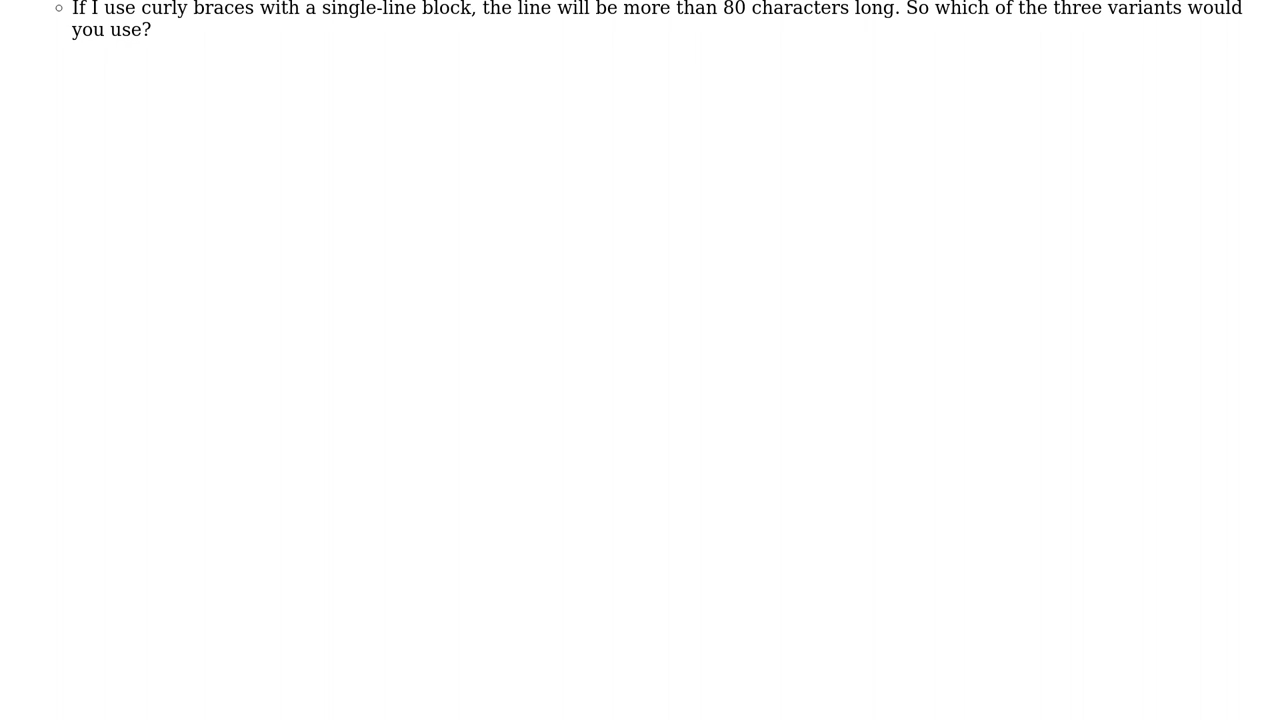 If I use curly braces with a single-line block, the line will be more than 80 characters long. So which of the three variants would
you use?